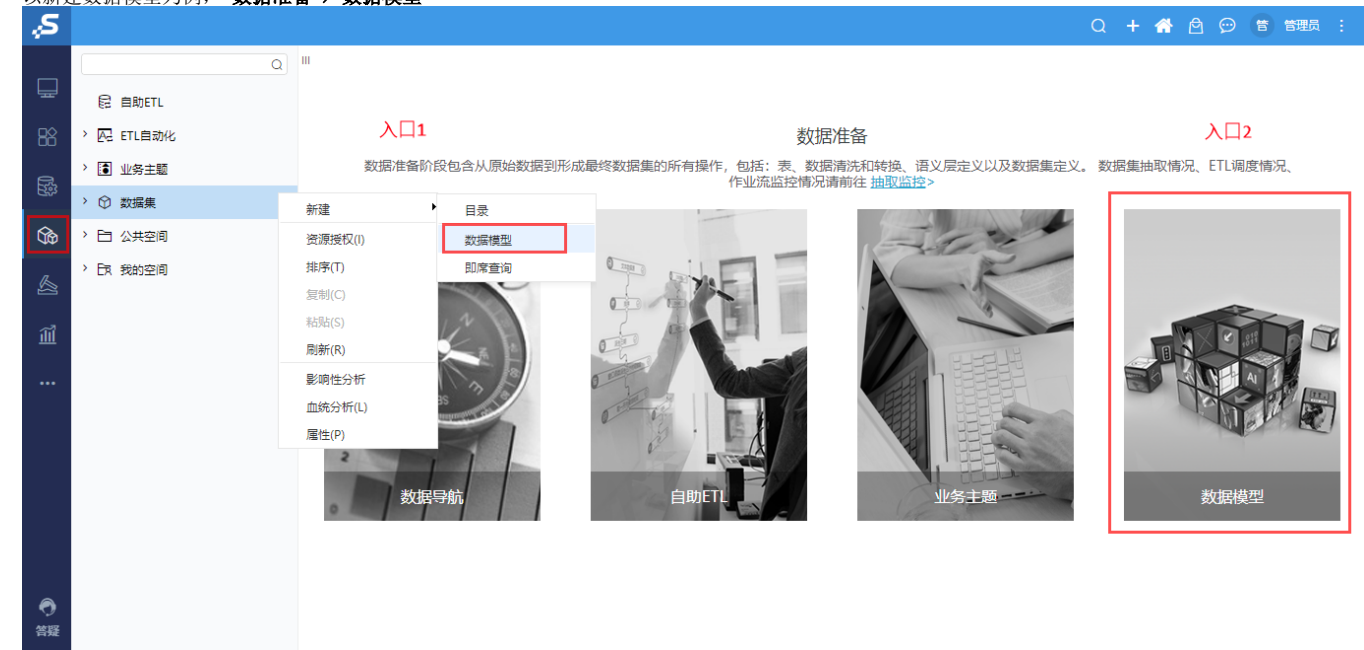 以新建数据模型为例，"数据准备->数据模型"
管 管理员
自助ETL
ETL自动化
业务主题
数据集
公共空间
我的空间
答疑
入口1
数据准备
入口2
数据准备阶段包含从原始数据到形成最终数据集的所有操作，包括：表、数据清洗和转换、语义层定义以及数据集定义。 数据集抽取情况、ETL调度情况、
作业流监控情况请前往 抽取监控>
新建
资源授权(I)
排序(T)
复制(C)
粘贴(S)
刷新(R)
影响性分析
血统分析(L)
属性(P)
目录
数据模型
即席查询
数据导航
自助ETL
业务主题
数据模型